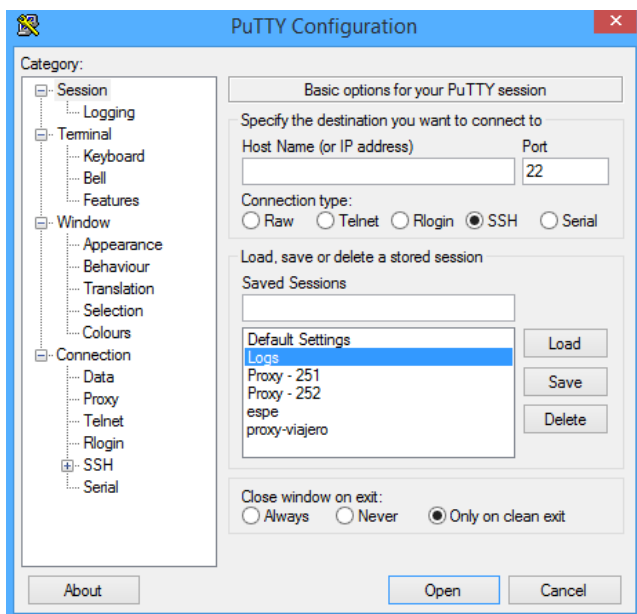 PuTTY Configuration
Category:
Session
Logging
Terminal
Keyboard
Bell
Features
Window
Appearance
Behaviour
Translation
Selection
Colours
Connection
Data
Proxy
Telnet
Rlogin
SSH
Serial
Basic options for your PuTTY session
Specify the destination you want to connect to
Host Name (or IP address) Port
22
Connection type:
Raw Telnet Rlogin SSH Serial
Load, save or delete a stored session
Saved Sessions
Default Settings
Logs
Proxy - 251
Proxy - 252
espe
proxy-viajero
Load
Save
Delete
Close window on exit:
Always Never Only on clean exit
About Open Cancel